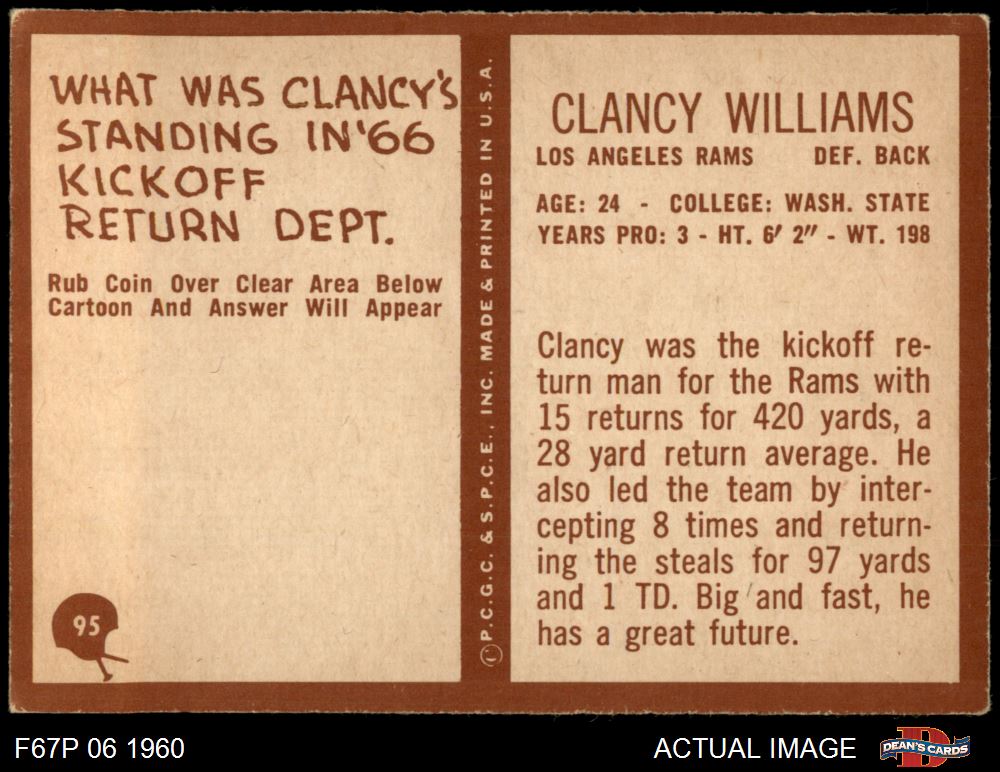 WHAT WAS CLANCY'S
STANDING IN '66
KICKOFF
RETURN DEPT.
Rub Coin Over Clear Area Below
Cartoon And Answer Will Appear
95
© P.C.G.C. & S.P.C.E., INC. MADE & PRINTED IN U.S.A.
CLANCY WILLIAMS
LOS ANGELES RAMS DEF. BACK
AGE: 24 - COLLEGE: WASH. STATE
YEARS PRO: 3 - HT. 6' 2" - WT. 198
Clancy was the kickoff re-
turn man for the Rams with
15 returns for 420 yards, a
28 yard return average. He
also led the team by inter-
cepting 8 times and return-
ing the steals for 97 yards
and 1 TD. Big and fast, he
has a great future.
F67P 06 1960
ACTUAL IMAGE
DEAN'S CARDS